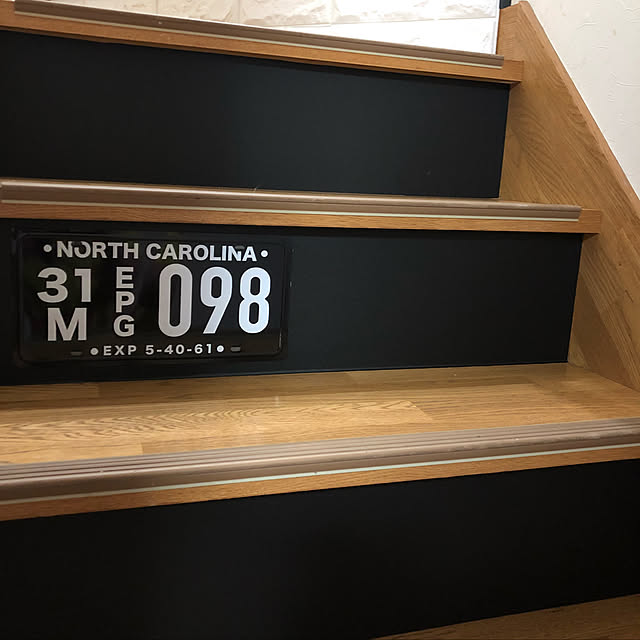 •NORTH CAROLINA•
31 M EPG 098
•EXP 5-40-61•